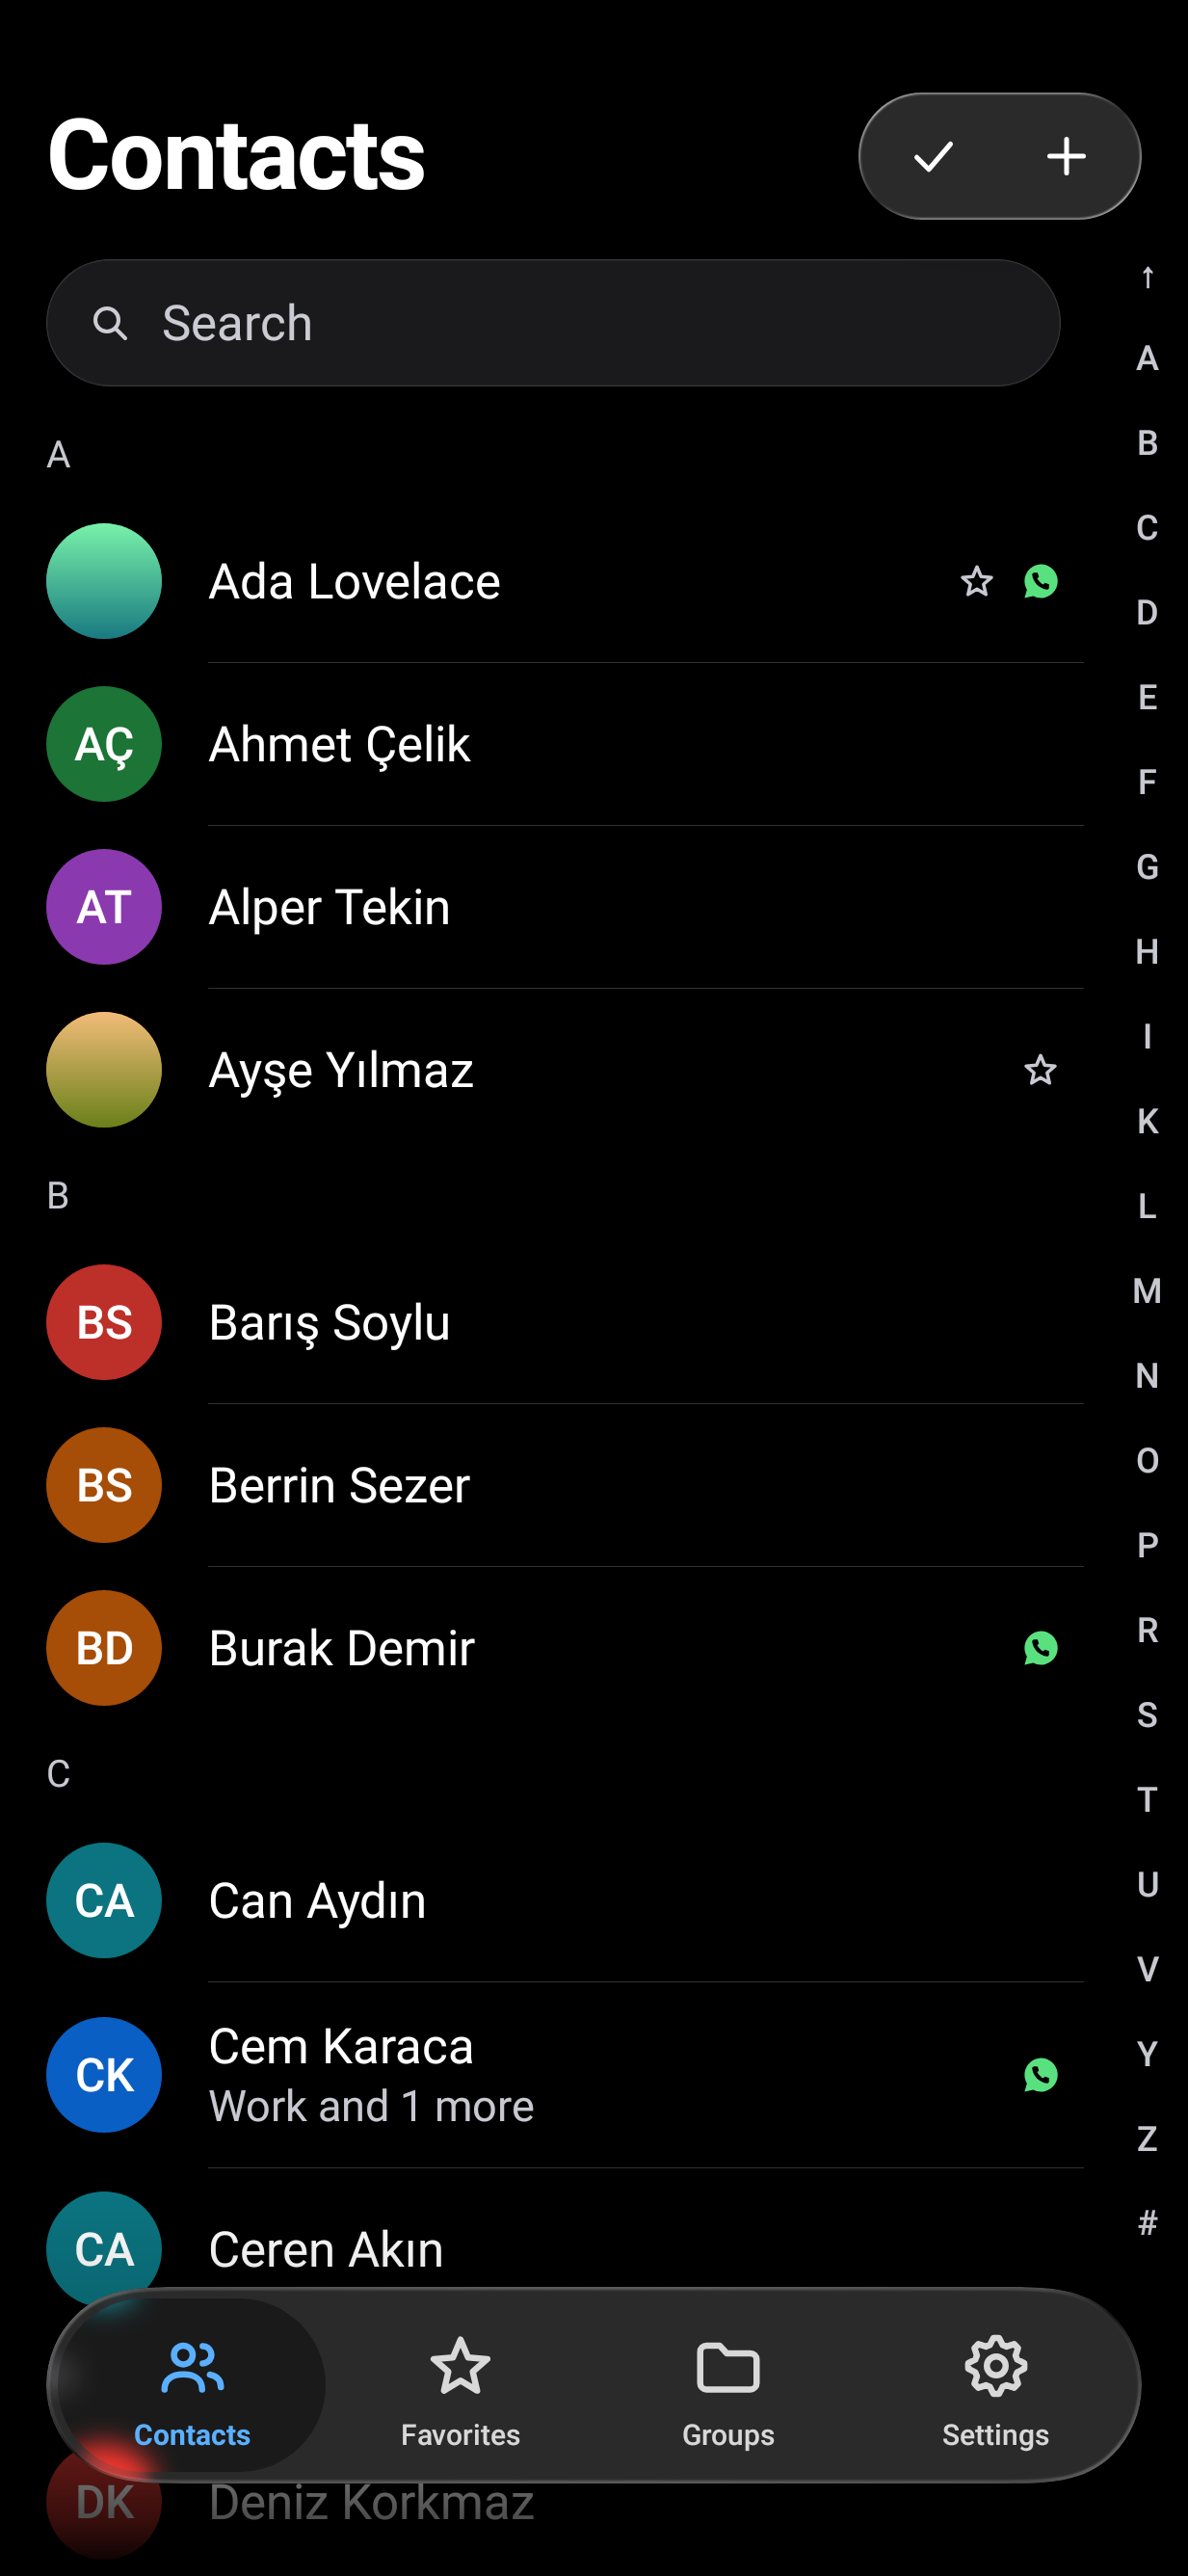 Contacts
Search
↑
A
B
C
D
E
F
G
H
I
K
L
M
N
O
P
R
S
T
U
V
Y
Z
#
A
Ada Lovelace
AÇ
Ahmet Çelik
AT
Alper Tekin
Ayşe Yılmaz
B
BS
Barış Soylu
BS
Berrin Sezer
BD
Burak Demir
C
CA
Can Aydın
CK
Cem Karaca
Work and 1 more
CA
Ceren Akın
Contacts
Favorites
Groups
Settings
DK
Deniz Korkmaz